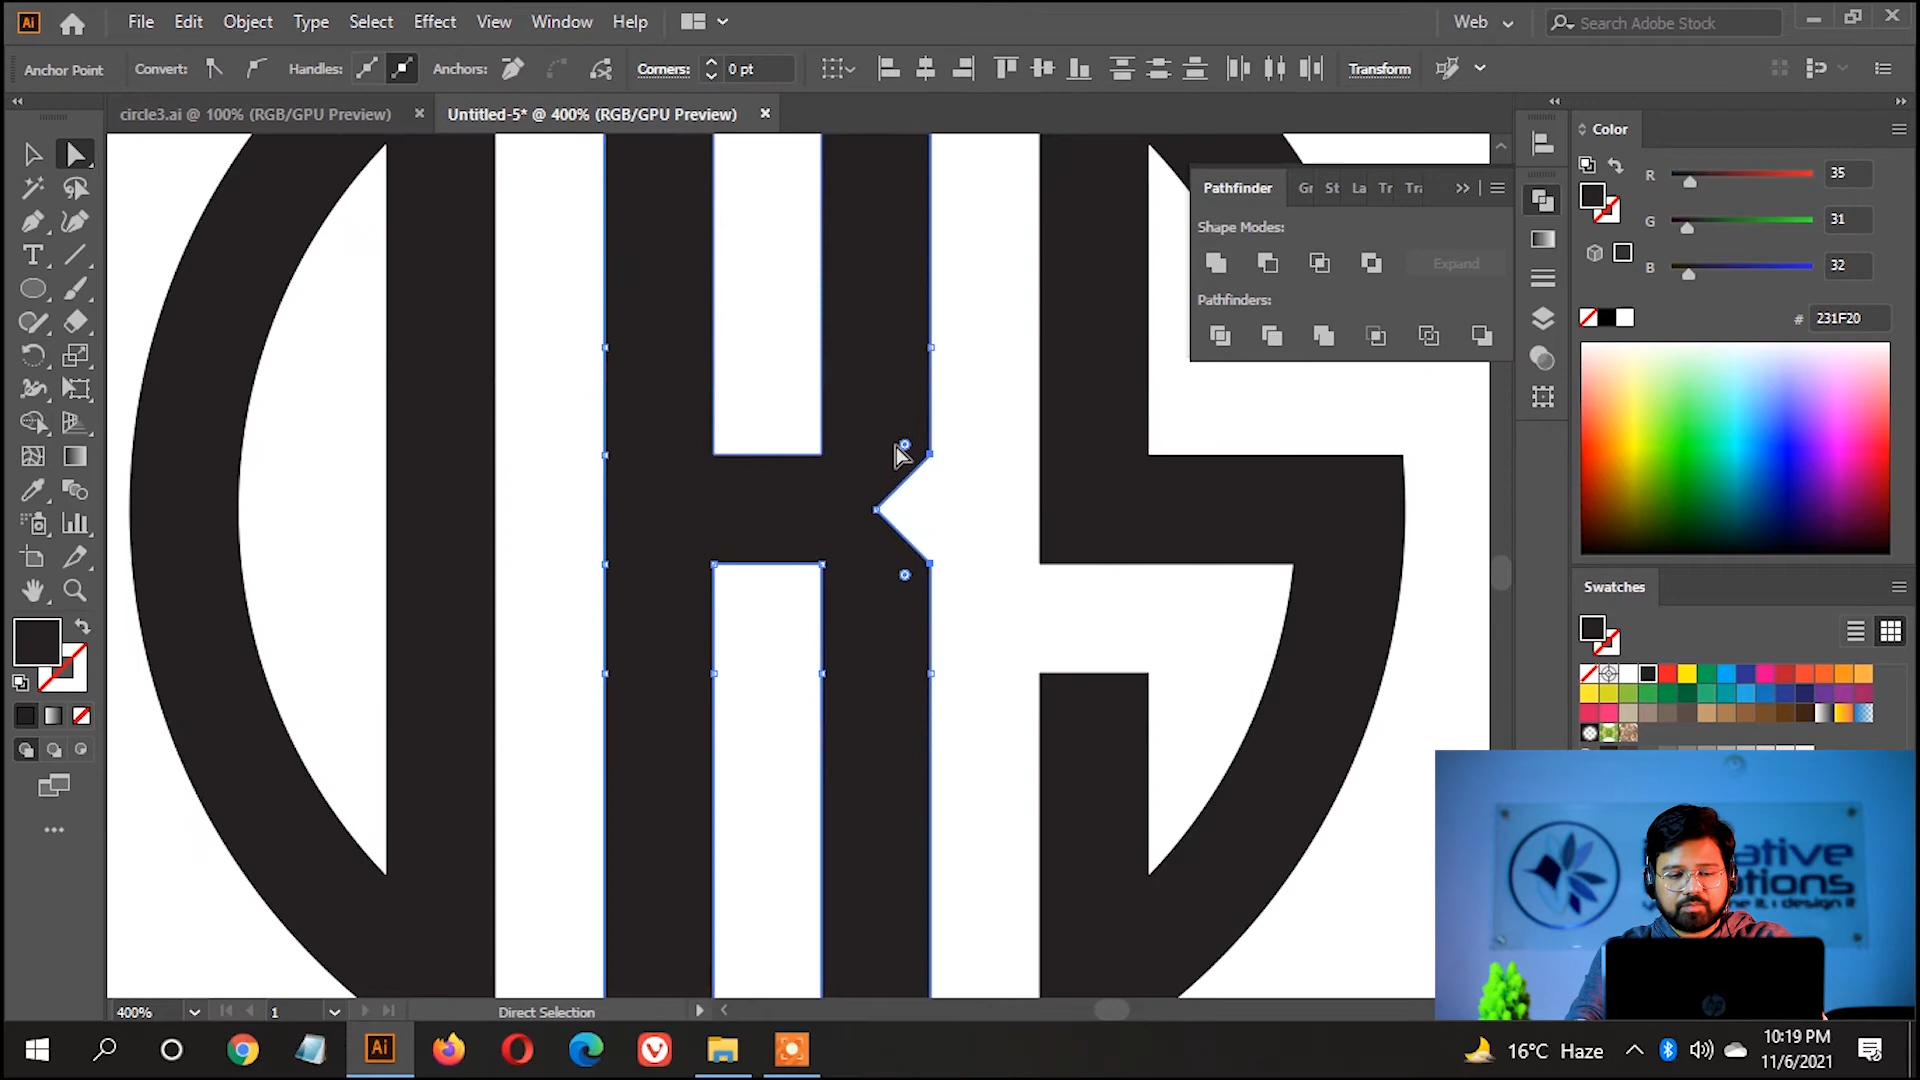 Ai File Edit Object Type Select Effect View Window Help Web Search Adobe Stock
Anchor Point Convert: Handles: Anchors: Corners: 0 pt Transform
circle3.ai @ 100% (RGB/GPU Preview) Untitled-5* @ 400% (RGB/GPU Preview)
Color
Pathfinder Gr St La Tr Tra
R 35
Shape Modes:
G 31
Expand
B 32
Pathfinders:
# 231F20
Swatches
ative
tions
400% 1 Direct Selection
Ai 16°C Haze 10:19 PM
11/6/2021